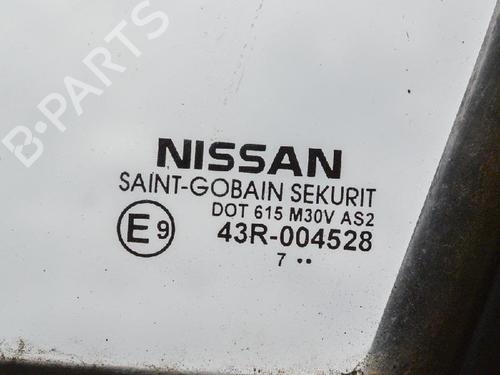 B-PARTS
NISSAN
SAINT-GOBAIN SEKURIT
DOT 615 M30V AS2
E9 43R-004528
7 ••